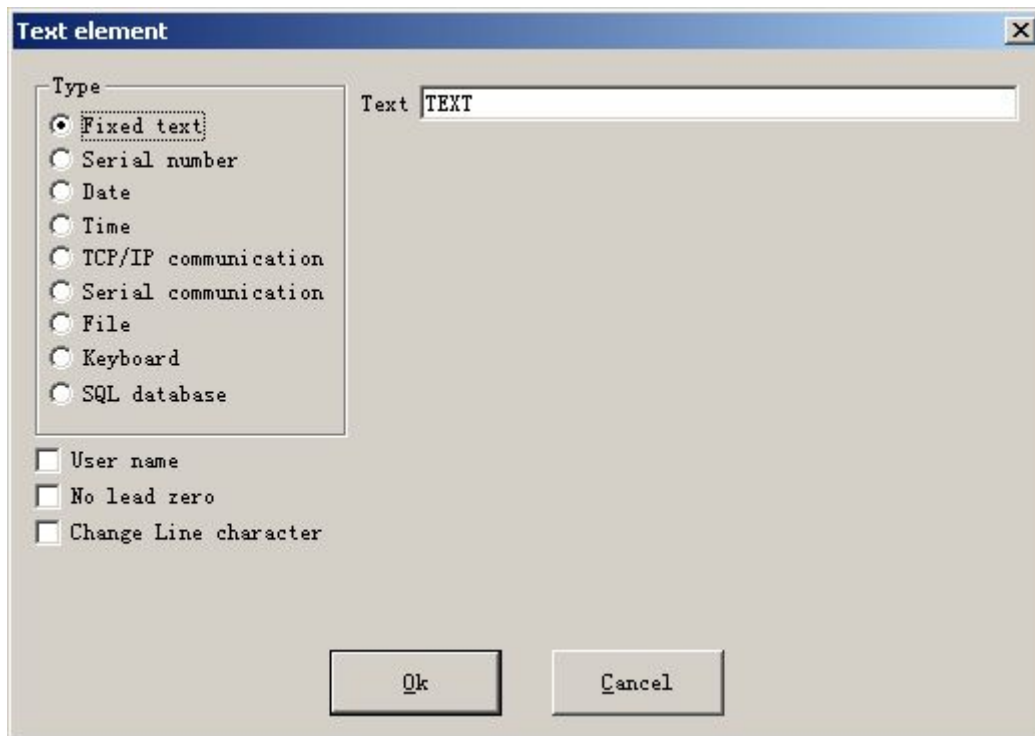 Text element
Type
Fixed text
Serial number
Date
Time
TCP/IP communication
Serial communication
File
Keyboard
SQL database
Text TEXT
User name
No lead zero
Change Line character
Ok Cancel